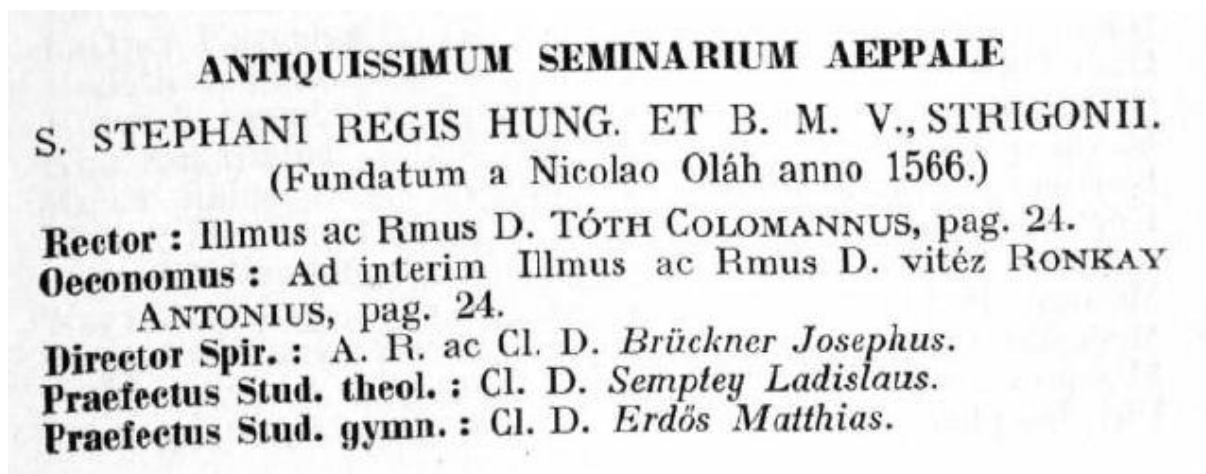 ANTIQUISSIMUM SEMINARIUM AEPPALE
S. STEPHANI REGIS HUNG. ET B. M. V., STRIGONII.
(Fundatum a Nicolao Oláh anno 1566.)
Rector : Illmus ac Rmus D. TÓTH COLOMANNUS, pag. 24.
Oeconomus : Ad interim Illmus ac Rmus D. vitéz RONKAY
ANTONIUS, pag. 24.
Director Spir. : A. R. ac Cl. D. Brückner Josephus.
Praefectus Stud. theol. : Cl. D. Semptey Ladislaus.
Praefectus Stud. gymn. : Cl. D. Erdős Matthias.